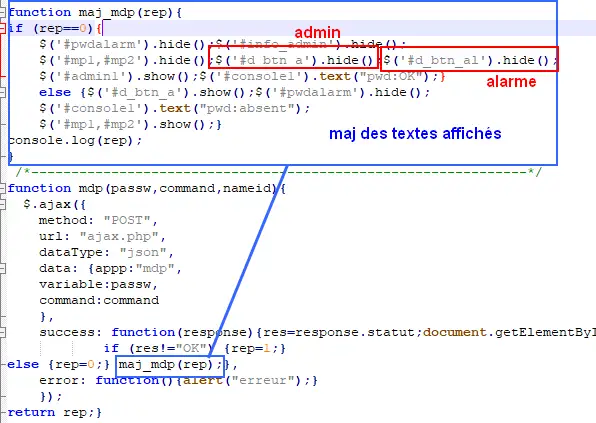 function maj_mdp(rep){
if (rep==0){
admin
$('#pwdalarm').hide();$('#info_admin').hide();
$('#mp1,#mp2').hide();$('#d_btn_a').hide();$('#d_btn_al').hide();
$('#admin1').show();$('#console1').text("pwd:OK");}
alarme
else {$('#d_btn_a').show();$('#pwdalarm').hide();
$('#console1').text("pwd:absent");
$('#mp1,#mp2').show();}
maj des textes affichés
console.log(rep);
}
/*--------------------------------------------------------------*/
function mdp(passw,command,nameid){
$.ajax({
method: "POST",
url: "ajax.php",
dataType: "json",
data: {appp:"mdp",
variable:passw,
command:command
},
success: function(response){res=response.statut;document.getElementByI
if (res!="OK") {rep=1;}
else {rep=0;} maj_mdp(rep);},
error: function(){alert("erreur");}
});
return rep;}